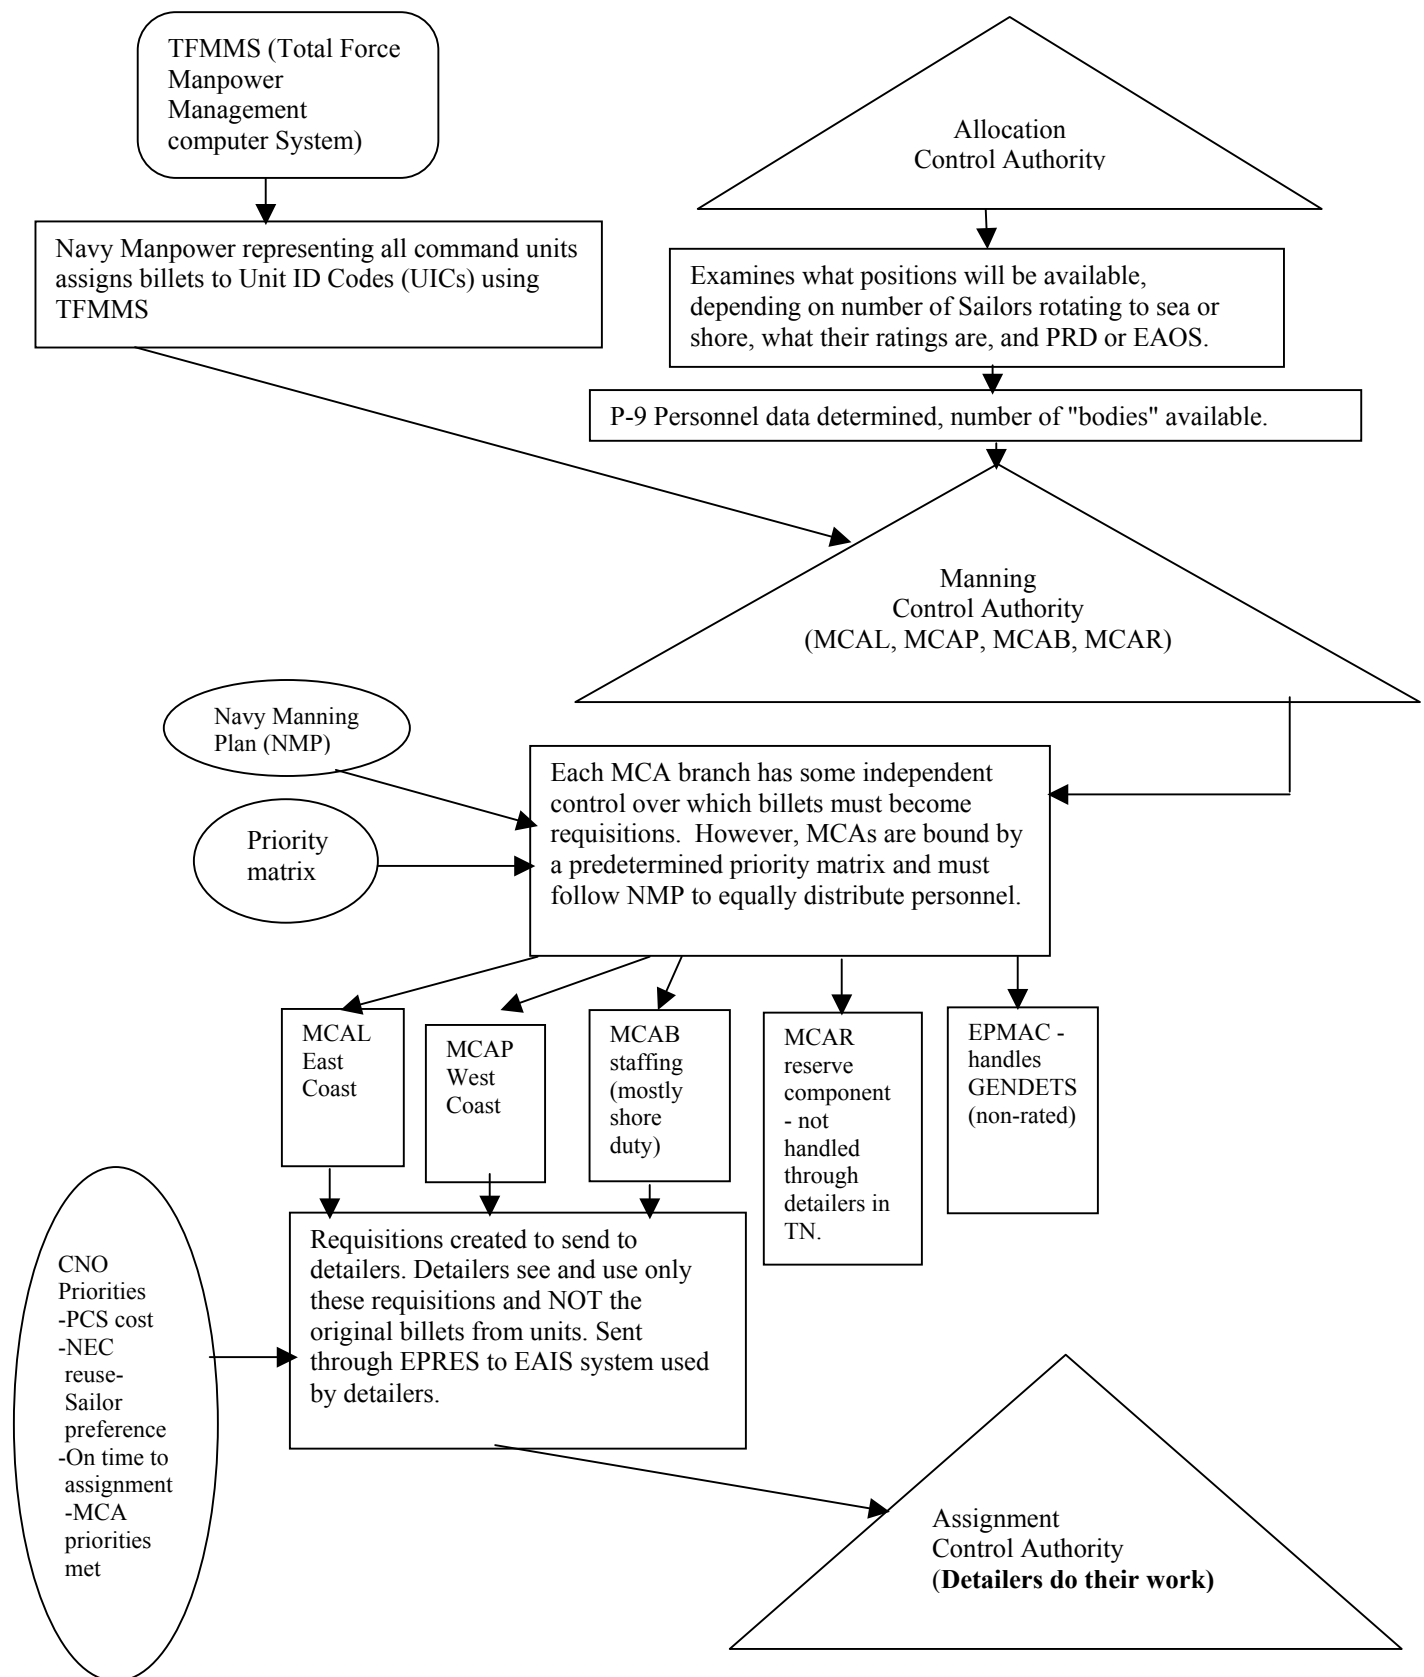 TFMMS (Total Force
Manpower
Management
computer System)
Allocation
Control Authority
Navy Manpower representing all command units
assigns billets to Unit ID Codes (UICs) using
TFMMS
Examines what positions will be available,
depending on number of Sailors rotating to sea or
shore, what their ratings are, and PRD or EAOS.
P-9 Personnel data determined, number of "bodies" available.
Manning
Control Authority
(MCAL, MCAP, MCAB, MCAR)
Navy Manning
Plan (NMP)
Priority
matrix
Each MCA branch has some independent
control over which billets must become
requisitions.  However, MCAs are bound by
a predetermined priority matrix and must
follow NMP to equally distribute personnel.
MCAL
East
Coast
MCAP
West
Coast
MCAB
staffing
(mostly
shore
duty)
MCAR
reserve
component
- not
handled
through
detailers in
TN.
EPMAC -
handles
GENDETS
(non-rated)
CNO
Priorities
-PCS cost
-NEC
reuse-
Sailor
preference
-On time to
assignment
-MCA
priorities
met
Requisitions created to send to
detailers. Detailers see and use only
these requisitions and NOT the
original billets from units. Sent
through EPRES to EAIS system used
by detailers.
Assignment
Control Authority
(Detailers do their work)